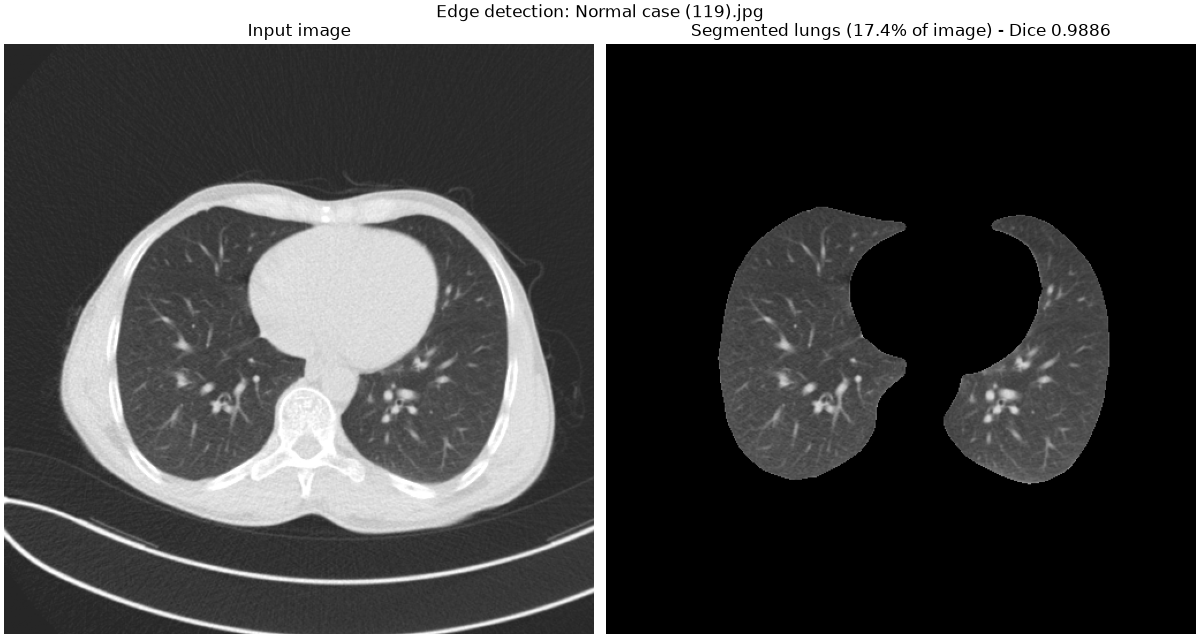 Edge detection: Normal case (119).jpg
Input image
Segmented lungs (17.4% of image) - Dice 0.9886